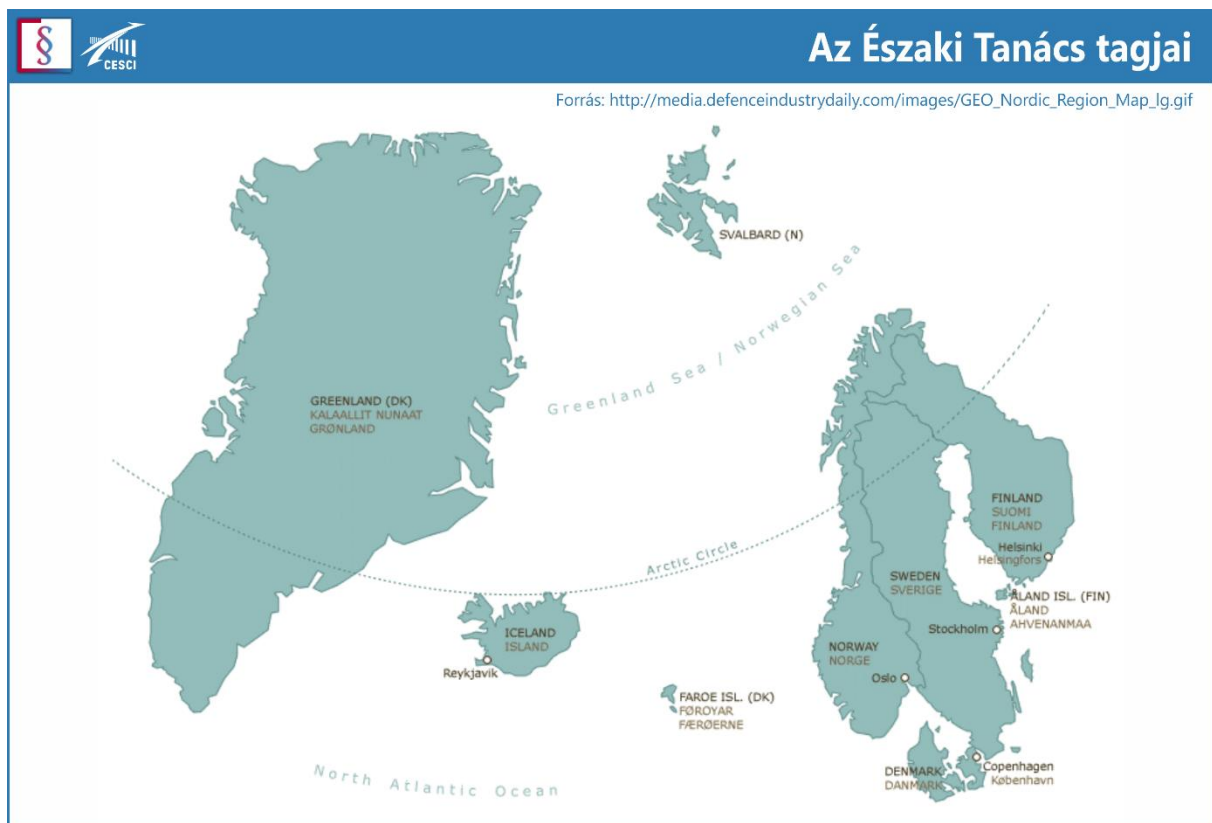 §
CESCI
Az Északi Tanács tagjai
Forrás: http://media.defenceindustrydaily.com/images/GEO_Nordic_Region_Map_lg.gif
SVALBARD (N)
Greenland Sea / Norwegian Sea
GREENLAND (DK)
KALAALLIT NUNAAT
GRØNLAND
Arctic Circle
FINLAND
SUOMI
FINLAND
Helsinki
Helsingfors
ÅLAND ISL. (FIN)
ÅLAND
AHVENANMAA
SWEDEN
SVERIGE
Stockholm
ICELAND
ISLAND
Reykjavik
NORWAY
NORGE
Oslo
FAROE ISL. (DK)
FØROYAR
FÆRØERNE
DENMARK
DANMARK
Copenhagen
København
North Atlantic Ocean